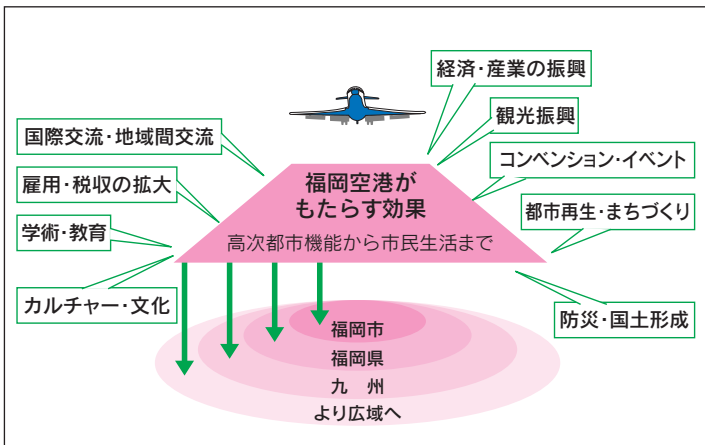 経済・産業の振興
観光振興
国際交流・地域間交流
コンベンション・イベント
雇用・税収の拡大
福岡空港が
もたらす効果
都市再生・まちづくり
学術・教育
高次都市機能から市民生活まで
カルチャー・文化
防災・国土形成
福岡市
福岡県
九　州
より広域へ